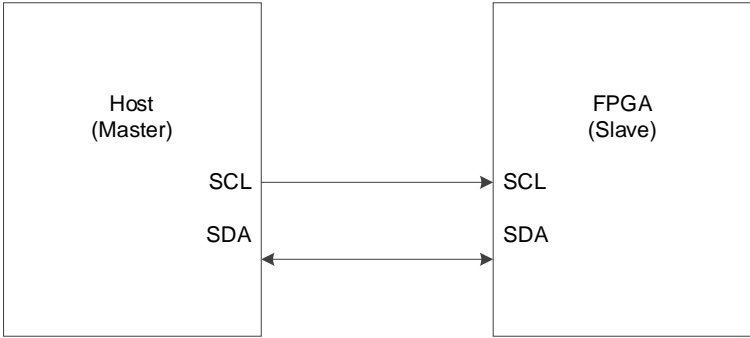 Host
(Master)
SCL
SDA
FPGA
(Slave)
SCL
SDA